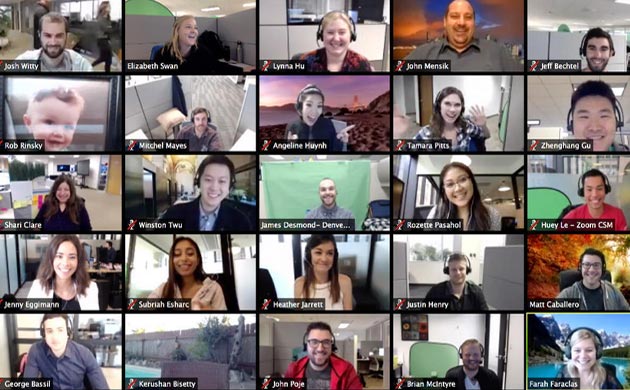 Josh Witty
Elizabeth Swan
Lynna Hu
John Mensik
Jeff Bechtel
Rob Rinsky
Mitchel Mayes
Angeline Huynh
Tamara Pitts
Zhenghang Gu
Shari Clare
Winston Twu
James Desmond- Denve...
Rozette Pasahol
Huey Le - Zoom CSM
Jenny Eggimann
Subriah Esharc
Heather Jarrett
Justin Henry
Matt Caballero
George Bassil
Kerushan Bisetty
John Poje
Brian McIntyre
Farah Faraclas